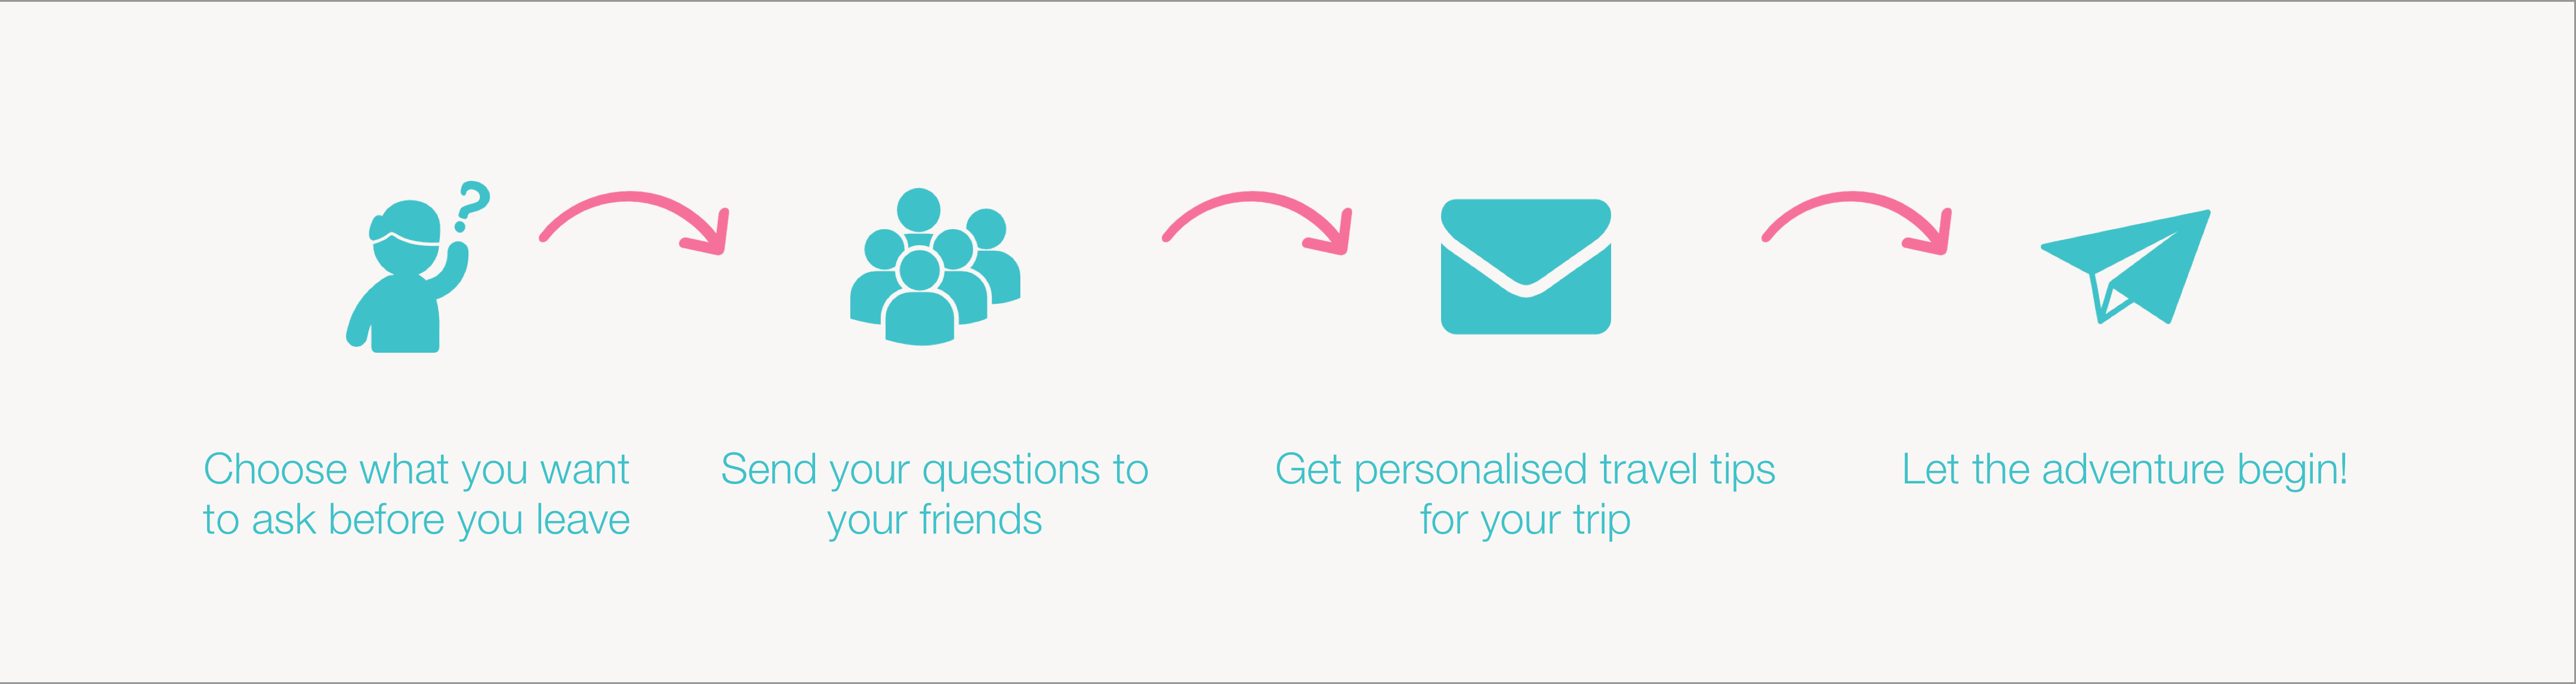 Choose what you want
to ask before you leave
Send your questions to
your friends
Get personalised travel tips
for your trip
Let the adventure begin!